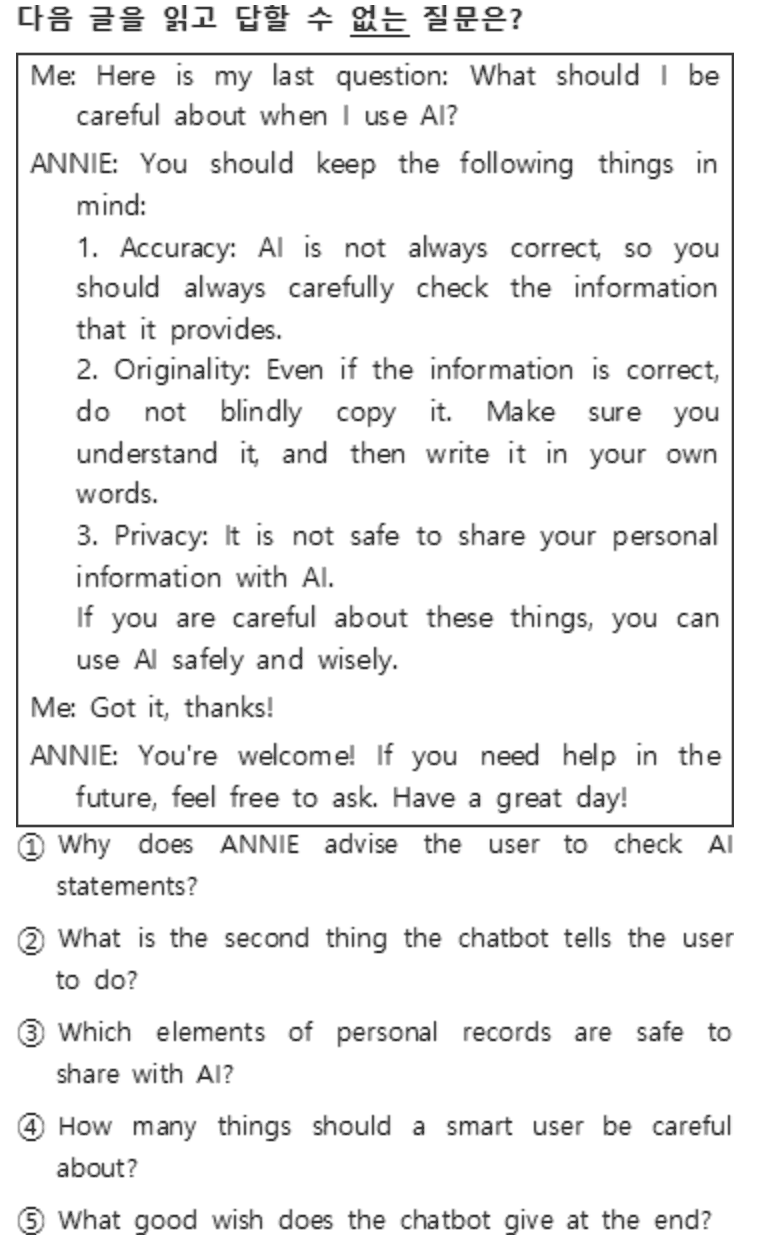 다음 글을 읽고 답할 수 없는 질문은?
Me: Here is my last question: What should I be
careful about when I use AI?
ANNIE: You should keep the following things in
mind:
1. Accuracy: AI is not always correct, so you
should always carefully check the information
that it provides.
2. Originality: Even if the information is correct,
do not blindly copy it. Make sure you
understand it, and then write it in your own
words.
3. Privacy: It is not safe to share your personal
information with AI.
If you are careful about these things, you can
use AI safely and wisely.
Me: Got it, thanks!
ANNIE: You're welcome! If you need help in the
future, feel free to ask. Have a great day!
① Why does ANNIE advise the user to check AI
statements?
② What is the second thing the chatbot tells the user
to do?
③ Which elements of personal records are safe to
share with AI?
④ How many things should a smart user be careful
about?
⑤ What good wish does the chatbot give at the end?